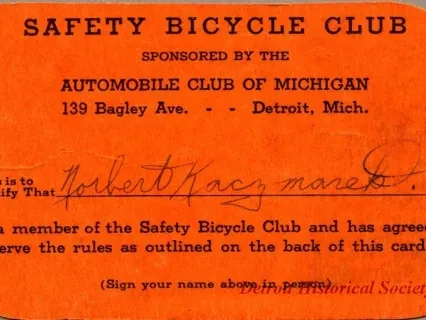 SAFETY BICYCLE CLUB
SPONSORED BY THE
AUTOMOBILE CLUB OF MICHIGAN
139 Bagley Ave. - - Detroit, Mich.
s is to
ify That Norbert Kaczmarek
a member of the Safety Bicycle Club and has agree
erve the rules as outlined on the back of this card
(Sign your name above in person)
Detroit Historical Society